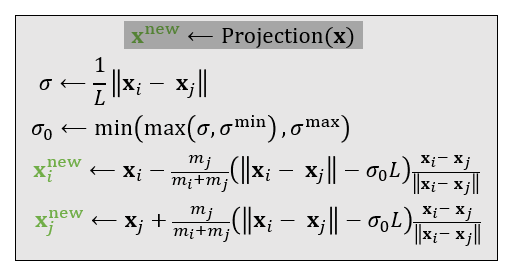 x^new ← Projection(x)
σ ← 1/L ‖x_i − x_j‖
σ_0 ← min(max(σ, σ^min), σ^max)
x_i^new ← x_i − m_j/(m_i+m_j) (‖x_i − x_j‖ − σ_0 L) (x_i − x_j)/‖x_i − x_j‖
x_j^new ← x_j + m_j/(m_i+m_j) (‖x_i − x_j‖ − σ_0 L) (x_i − x_j)/‖x_i − x_j‖